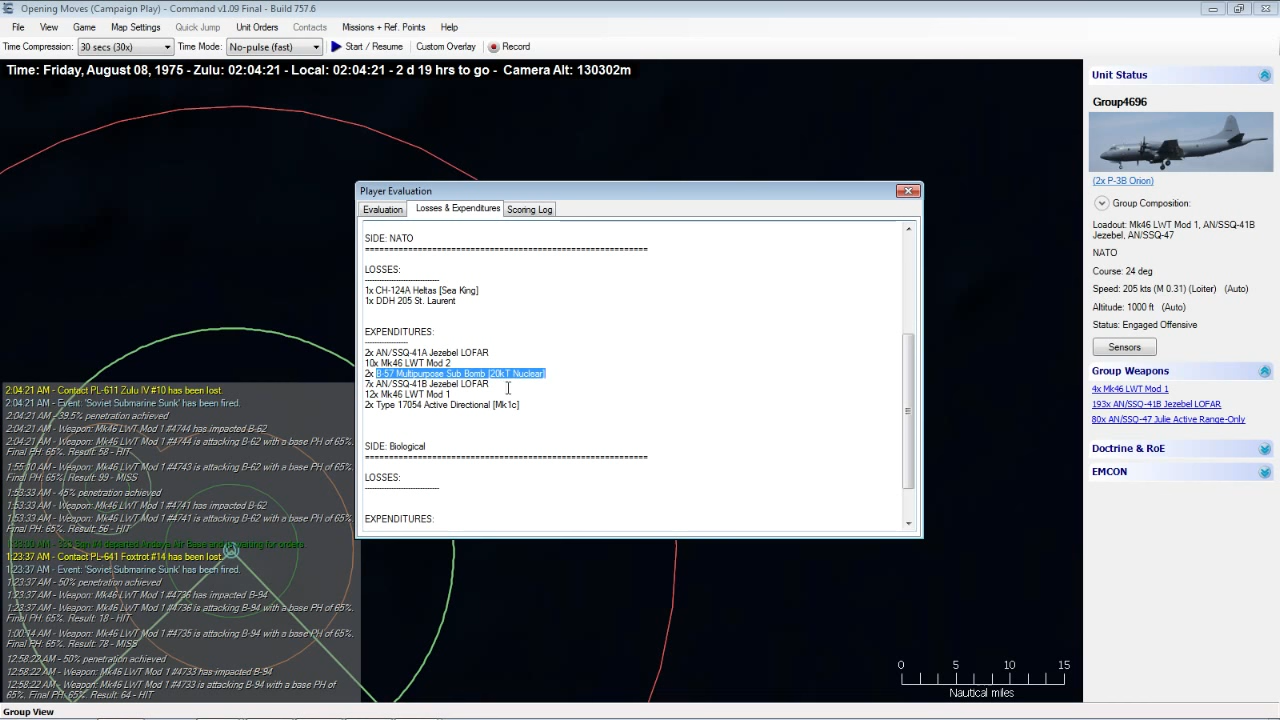 Opening Moves (Campaign Play) - Command v1.09 Final - Build 757.6
File View Game Map Settings Quick Jump Unit Orders Contacts Missions + Ref. Points Help
Time Compression: 30 secs (30x) Time Mode: No-pulse (fast) Start / Resume Custom Overlay Record
Time: Friday, August 08, 1975 - Zulu: 02:04:21 - Local: 02:04:21 - 2 d 19 hrs to go - Camera Alt: 130302m
Player Evaluation
Evaluation Losses & Expenditures Scoring Log
SIDE: NATO
===========================================================
LOSSES:
-------------------------------
1x CH-124A Heltas [Sea King]
1x DDH 205 St. Laurent
EXPENDITURES:
------------------
2x AN/SSQ-41A Jezebel LOFAR
10x Mk46 LWT Mod 2
2x B-57 Multipurpose Sub Bomb [20kT Nuclear]
7x AN/SSQ-41B Jezebel LOFAR
12x Mk46 LWT Mod 1
2x Type 17054 Active Directional [Mk1c]
SIDE: Biological
===========================================================
LOSSES:
-------------------------------
EXPENDITURES:
2:04:21 AM - Contact PL-611 Zulu IV #10 has been lost.
2:04:21 AM - Event: 'Soviet Submarine Sunk' has been fired.
2:04:21 AM - 39.5% penetration achieved
2:04:21 AM - Weapon: Mk46 LWT Mod 1 #4744 has impacted B-62
2:04:21 AM - Weapon: Mk46 LWT Mod 1 #4744 is attacking B-62 with a base PH of 65%.
Final PH: 65%. Result: 58 - HIT
1:55:10 AM - Weapon: Mk46 LWT Mod 1 #4743 is attacking B-62 with a base PH of 65%.
Final PH: 65%. Result: 99 - MISS
1:53:33 AM - 45% penetration achieved
1:53:33 AM - Weapon: Mk46 LWT Mod 1 #4741 has impacted B-62
1:53:33 AM - Weapon: Mk46 LWT Mod 1 #4741 is attacking B-62 with a base PH of 65%.
Final PH: 65%. Result: 56 - HIT
1:33:00 AM - 333 Sqn #4 departed Andoya Air Base and is waiting for orders.
1:23:37 AM - Contact PL-641 Foxtrot #14 has been lost.
1:23:37 AM - Event: 'Soviet Submarine Sunk' has been fired.
1:23:37 AM - 50% penetration achieved
1:23:37 AM - Weapon: Mk46 LWT Mod 1 #4736 has impacted B-94
1:23:37 AM - Weapon: Mk46 LWT Mod 1 #4736 is attacking B-94 with a base PH of 65%.
Final PH: 65%. Result: 18 - HIT
1:00:14 AM - Weapon: Mk46 LWT Mod 1 #4735 is attacking B-94 with a base PH of 65%.
Final PH: 65%. Result: 78 - MISS
12:58:22 AM - 50% penetration achieved
12:58:22 AM - Weapon: Mk46 LWT Mod 1 #4733 has impacted B-94
12:58:22 AM - Weapon: Mk46 LWT Mod 1 #4733 is attacking B-94 with a base PH of
65%. Final PH: 65%. Result: 64 - HIT
0 5 10 15
Nautical miles
Unit Status
Group4696
(2x P-3B Orion)
Group Composition:
Loadout: Mk46 LWT Mod 1, AN/SSQ-41B
Jezebel, AN/SSQ-47
NATO
Course: 24 deg
Speed: 205 kts (M 0.31) (Loiter) (Auto)
Altitude: 1000 ft (Auto)
Status: Engaged Offensive
Sensors
Group Weapons
4x Mk46 LWT Mod 1
193x AN/SSQ-41B Jezebel LOFAR
80x AN/SSQ-47 Julie Active Range-Only
Doctrine & RoE
EMCON
Group View